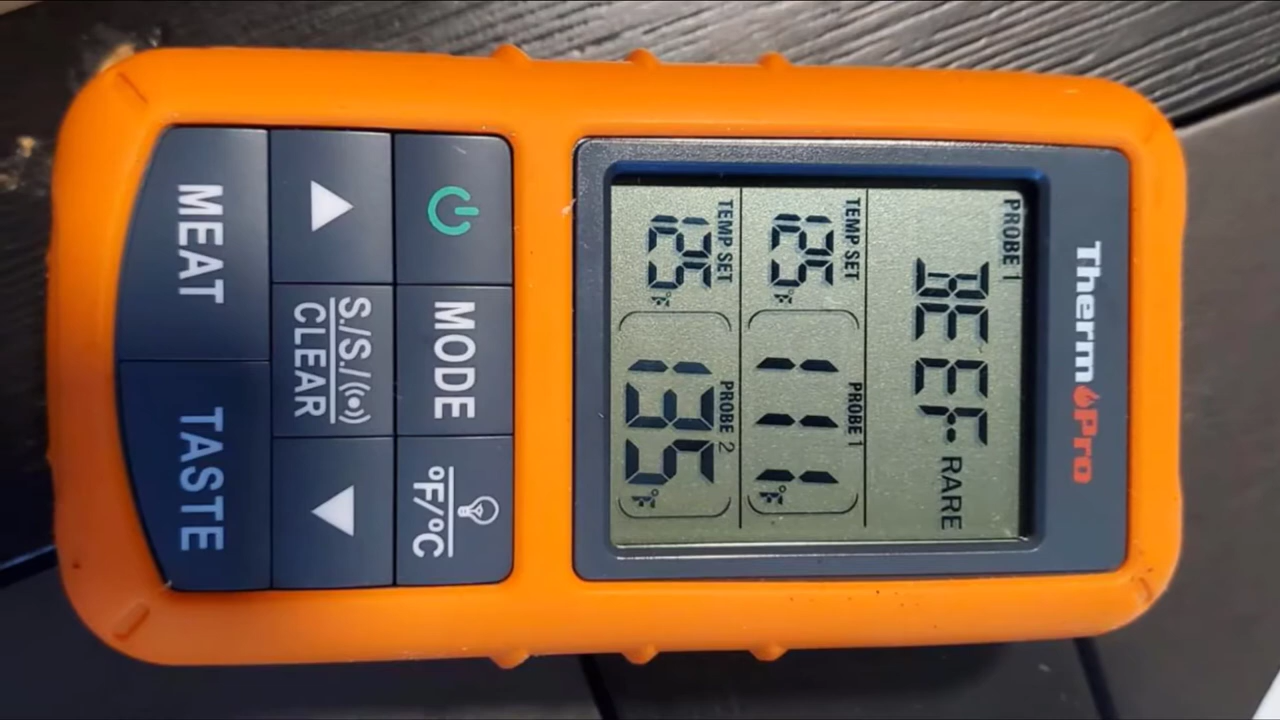 ThermoPro
PROBE 1
BEEF RARE
TEMP SET
PROBE 1
125°F
111°F
TEMP SET
PROBE 2
125°F
135°F
MODE
°F/°C
S./S./
CLEAR
MEAT
TASTE